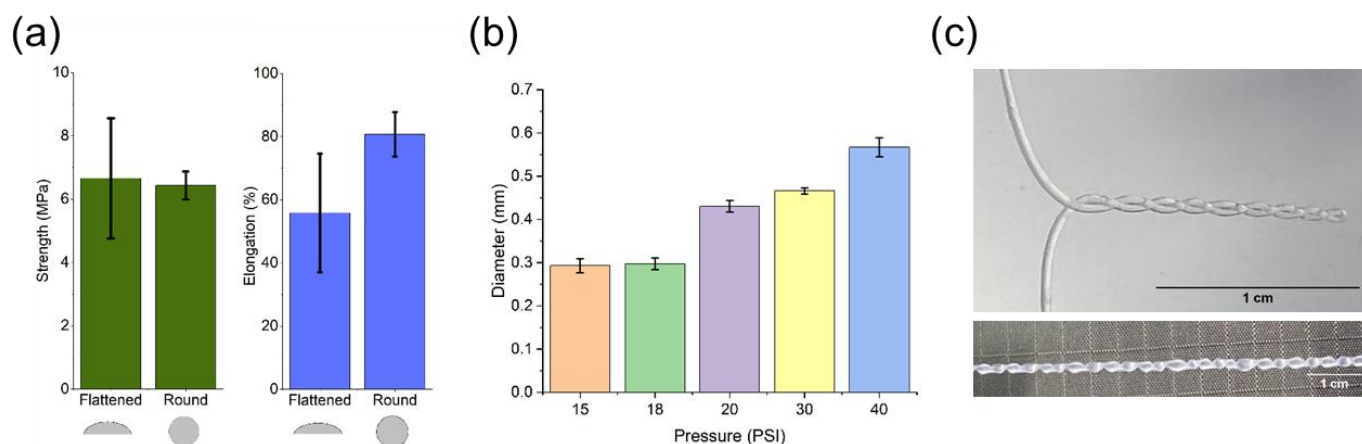 (a)
10
8
6
4
2
0
Strength (MPa)
Flattened
Round
100
80
60
40
20
0
Elongation (%)
Flattened
Round
(b)
0.7
0.6
0.5
0.4
0.3
0.2
0.1
0.0
Diameter (mm)
15
18
20
30
40
Pressure (PSI)
(c)
1 cm
1 cm